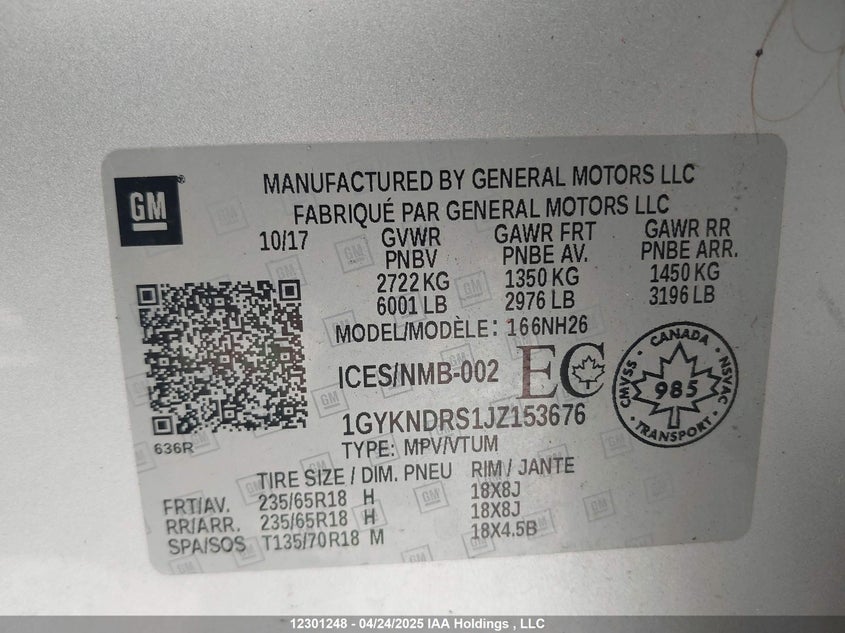 GM
MANUFACTURED BY GENERAL MOTORS LLC
FABRIQUÉ PAR GENERAL MOTORS LLC
10/17 GVWR GAWR FRT GAWR RR
PNBV PNBE AV. PNBE ARR.
2722 KG 1350 KG 1450 KG
6001 LB 2976 LB 3196 LB
MODEL/MODÈLE: 166NH26
ICES/NMB-002 EC
CANADA
CMVSS 985 NSVAC
TRANSPORT
1GYKNDRS1JZ153676
636R
TYPE: MPV/VTUM
TIRE SIZE / DIM. PNEU RIM / JANTE
FRT/AV. 235/65R18 H 18X8J
RR/ARR. 235/65R18 H 18X8J
SPA/SOS T135/70R18 M 18X4.5B
12301248 - 04/24/2025 IAA Holdings , LLC